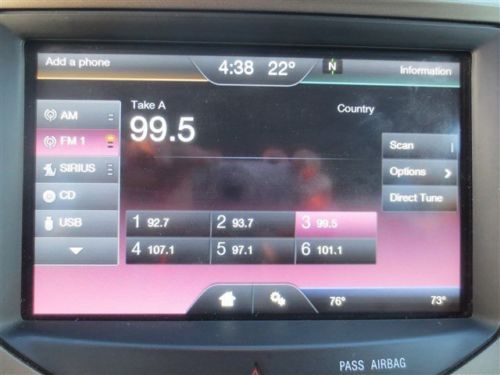 Add a phone 4:38 22° N Information
AM
Take A Country
FM 1 99.5
Scan
SIRIUS Options
CD Direct Tune
USB 1 92.7 2 93.7 3 99.5
4 107.1 5 97.1 6 101.1
76° 73°
PASS AIRBAG